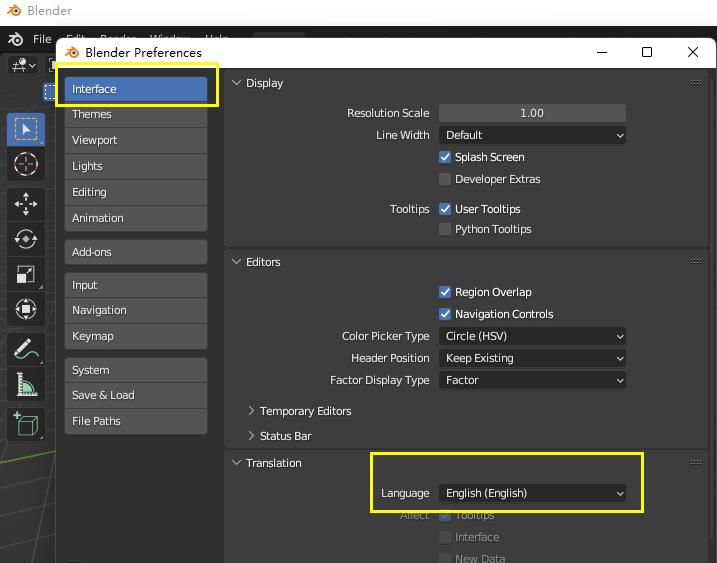 Blender
File Edit Render Window Help
Blender Preferences
Interface
Themes
Viewport
Lights
Editing
Animation
Add-ons
Input
Navigation
Keymap
System
Save & Load
File Paths
Display
Resolution Scale 1.00
Line Width Default
Splash Screen
Developer Extras
Tooltips User Tooltips
Python Tooltips
Editors
Region Overlap
Navigation Controls
Color Picker Type Circle (HSV)
Header Position Keep Existing
Factor Display Type Factor
Temporary Editors
Status Bar
Translation
Language English (English)
Affect Tooltips
Interface
New Data